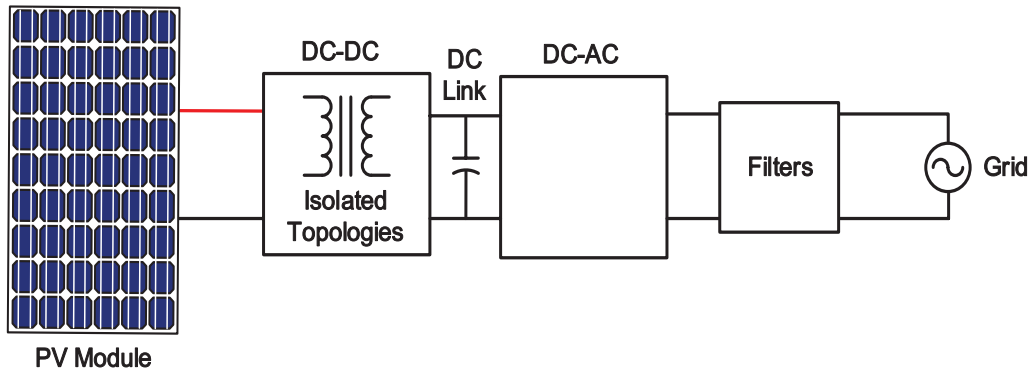 DC-DC
DC
Link
DC-AC
Isolated
Topologies
Filters
Grid
PV Module